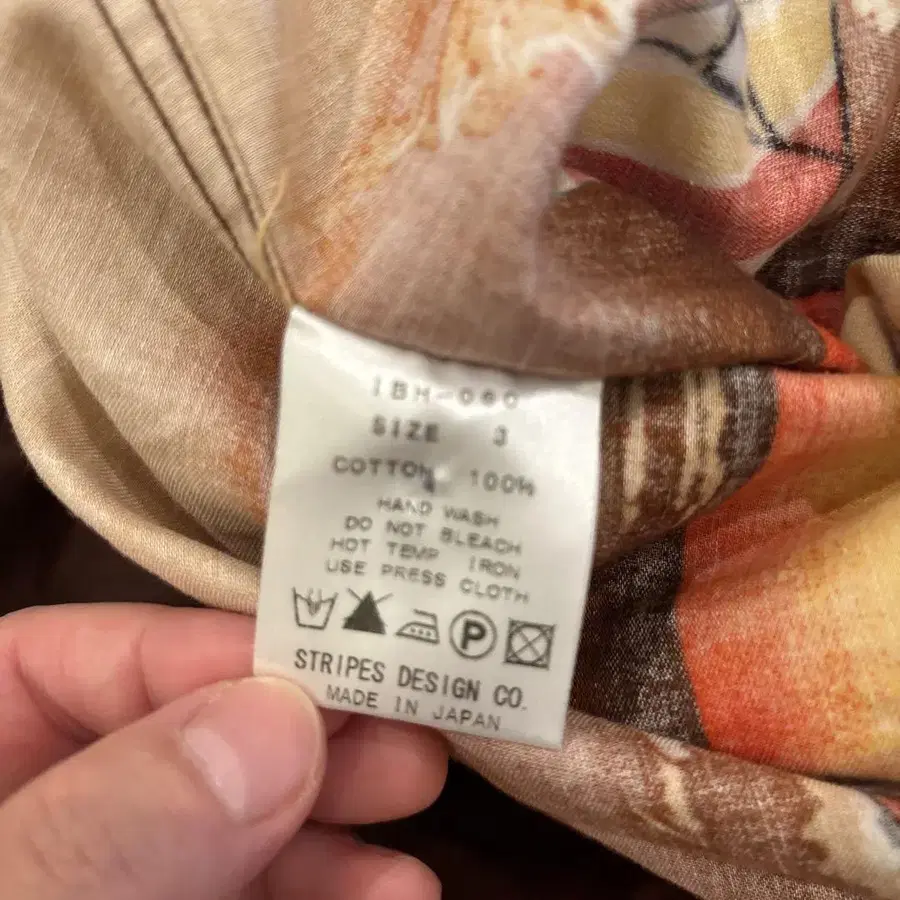 IBH-060
SIZE 3
COTTON 100%
HAND WASH
DO NOT BLEACH
HOT TEMP IRON
USE PRESS CLOTH
P
STRIPES DESIGN CO.
MADE IN JAPAN